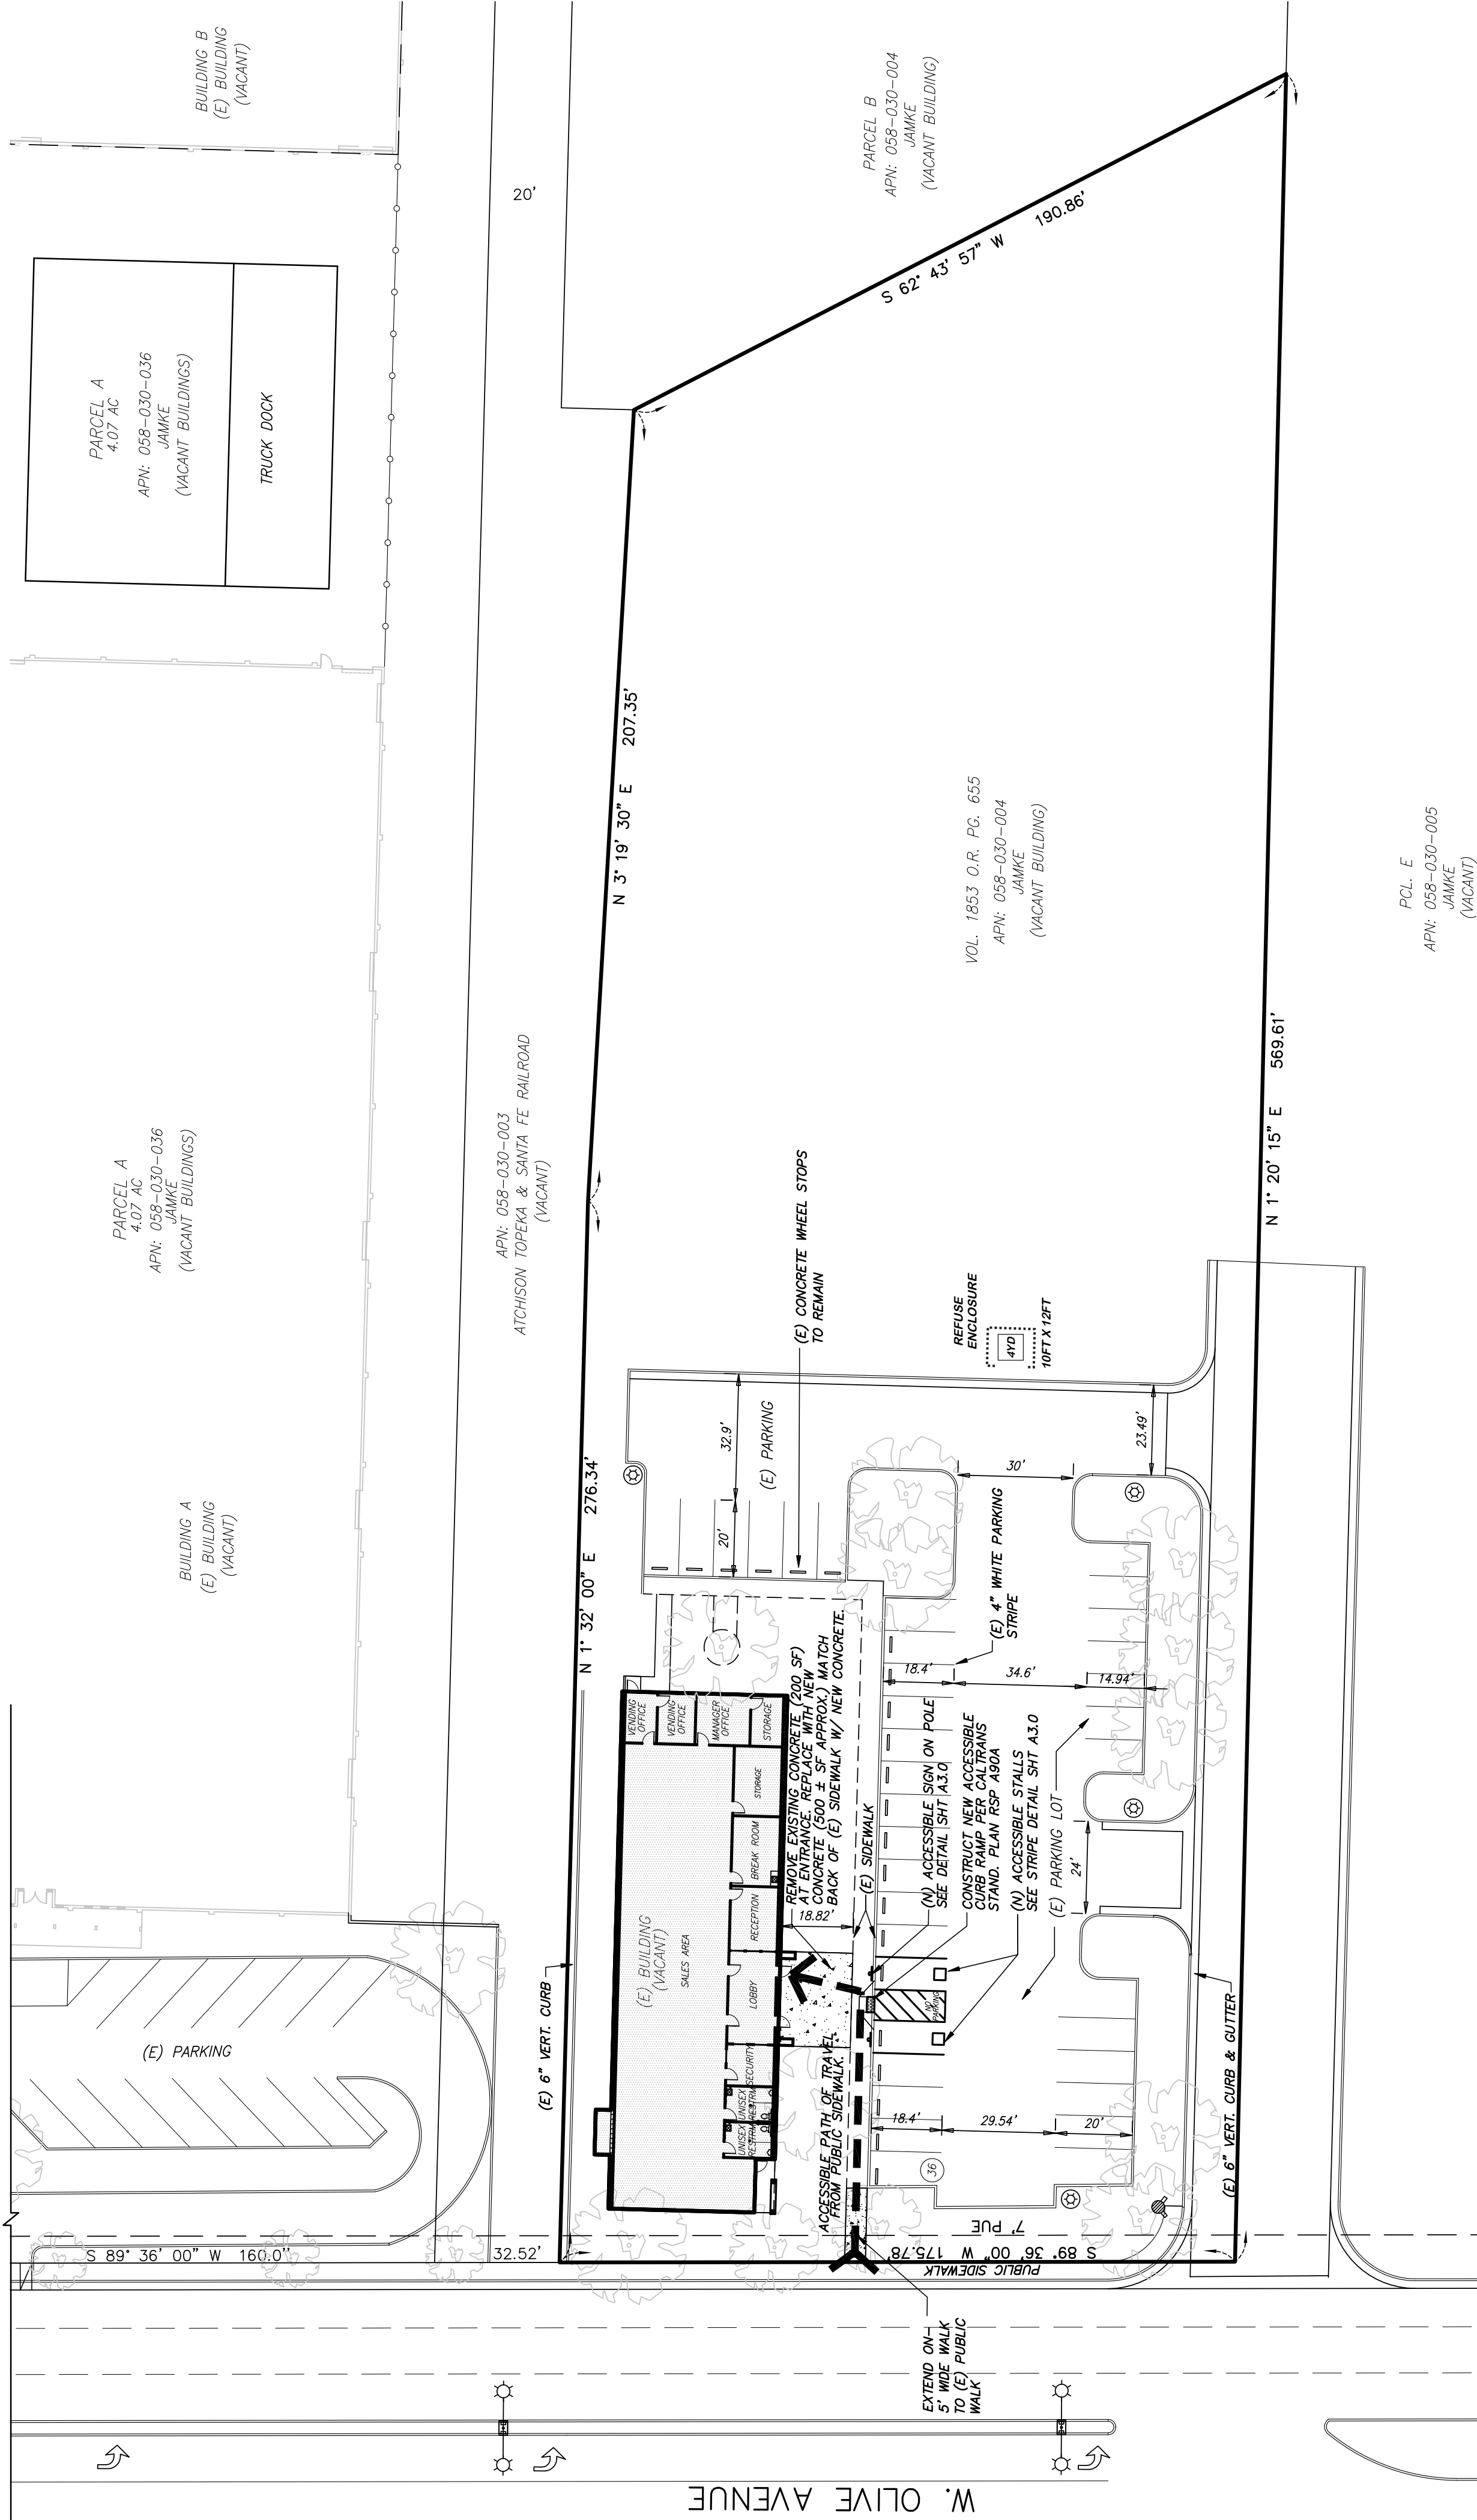 BUILDING B
(E) BUILDING
(VACANT)
PARCEL A
4.07 AC
APN: 058-030-036
JAMKE
(VACANT BUILDINGS)
TRUCK DOCK
20'
PARCEL B
APN: 058-030-004
JAMKE
(VACANT BUILDING)
S 62° 43' 57" W 190.86'
N 3° 19' 30" E 207.35'
VOL. 1853 O.R. PG. 655
APN: 058-030-004
JAMKE
(VACANT BUILDING)
PCL. E
APN: 058-030-005
JAMKE
(VACANT)
N 1° 20' 15" E 569.61'
PARCEL A
4.07 AC
APN: 058-030-036
JAMKE
(VACANT BUILDINGS)
APN: 058-030-003
ATCHISON TOPEKA & SANTA FE RAILROAD
(VACANT)
BUILDING A
(E) BUILDING
(VACANT)
N 1° 32' 00" E 276.34'
(E) CONCRETE WHEEL STOPS
TO REMAIN
REFUSE
ENCLOSURE
4YD
10FT X 12FT
32.9'
(E) PARKING
20'
30'
23.49'
(E) 4" WHITE PARKING
STRIPE
18.4'
34.6'
14.94'
VENDING
OFFICE
VENDING
OFFICE
MANAGER
OFFICE
STORAGE
STORAGE
BREAK ROOM
RECEPTION
LOBBY
SECURITY
UNISEX
RESTRM
UNISEX
RESTRM
(E) BUILDING
(VACANT)
SALES AREA
REMOVE EXISTING CONCRETE (200 SF)
AT ENTRANCE. REPLACE WITH NEW
CONCRETE (500 ± SF APPROX.) MATCH
BACK OF (E) SIDEWALK W/ NEW CONCRETE.
18.82'
(E) SIDEWALK
(N) ACCESSIBLE SIGN ON POLE
SEE DETAIL SHT A3.0
CONSTRUCT NEW ACCESSIBLE
CURB RAMP PER CALTRANS
STAND. PLAN RSP A90A
(N) ACCESSIBLE STALLS
SEE STRIPE DETAIL SHT A3.0
(E) PARKING LOT
24'
NO
PARKING
(E) 6" VERT. CURB
(E) PARKING
ACCESSIBLE PATH OF TRAVEL
FROM PUBLIC SIDEWALK.
18.4'
29.54'
20'
36
(E) 6" VERT. CURB & GUTTER
7' PUE
S 89° 36' 00" W 160.0"
32.52'
S 89° 36' 00" W 175.78'
PUBLIC SIDEWALK
EXTEND ON-
5' WIDE WALK
TO (E) PUBLIC
WALK
W. OLIVE AVENUE